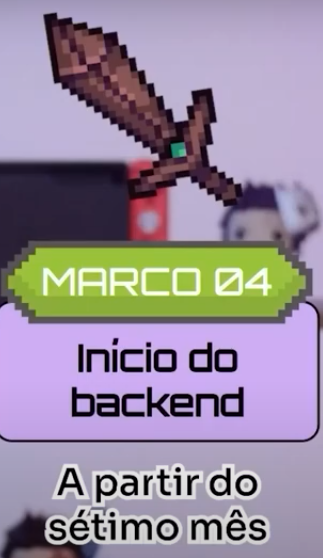 MARCO 04
Início do
backend
A partir do
sétimo mês